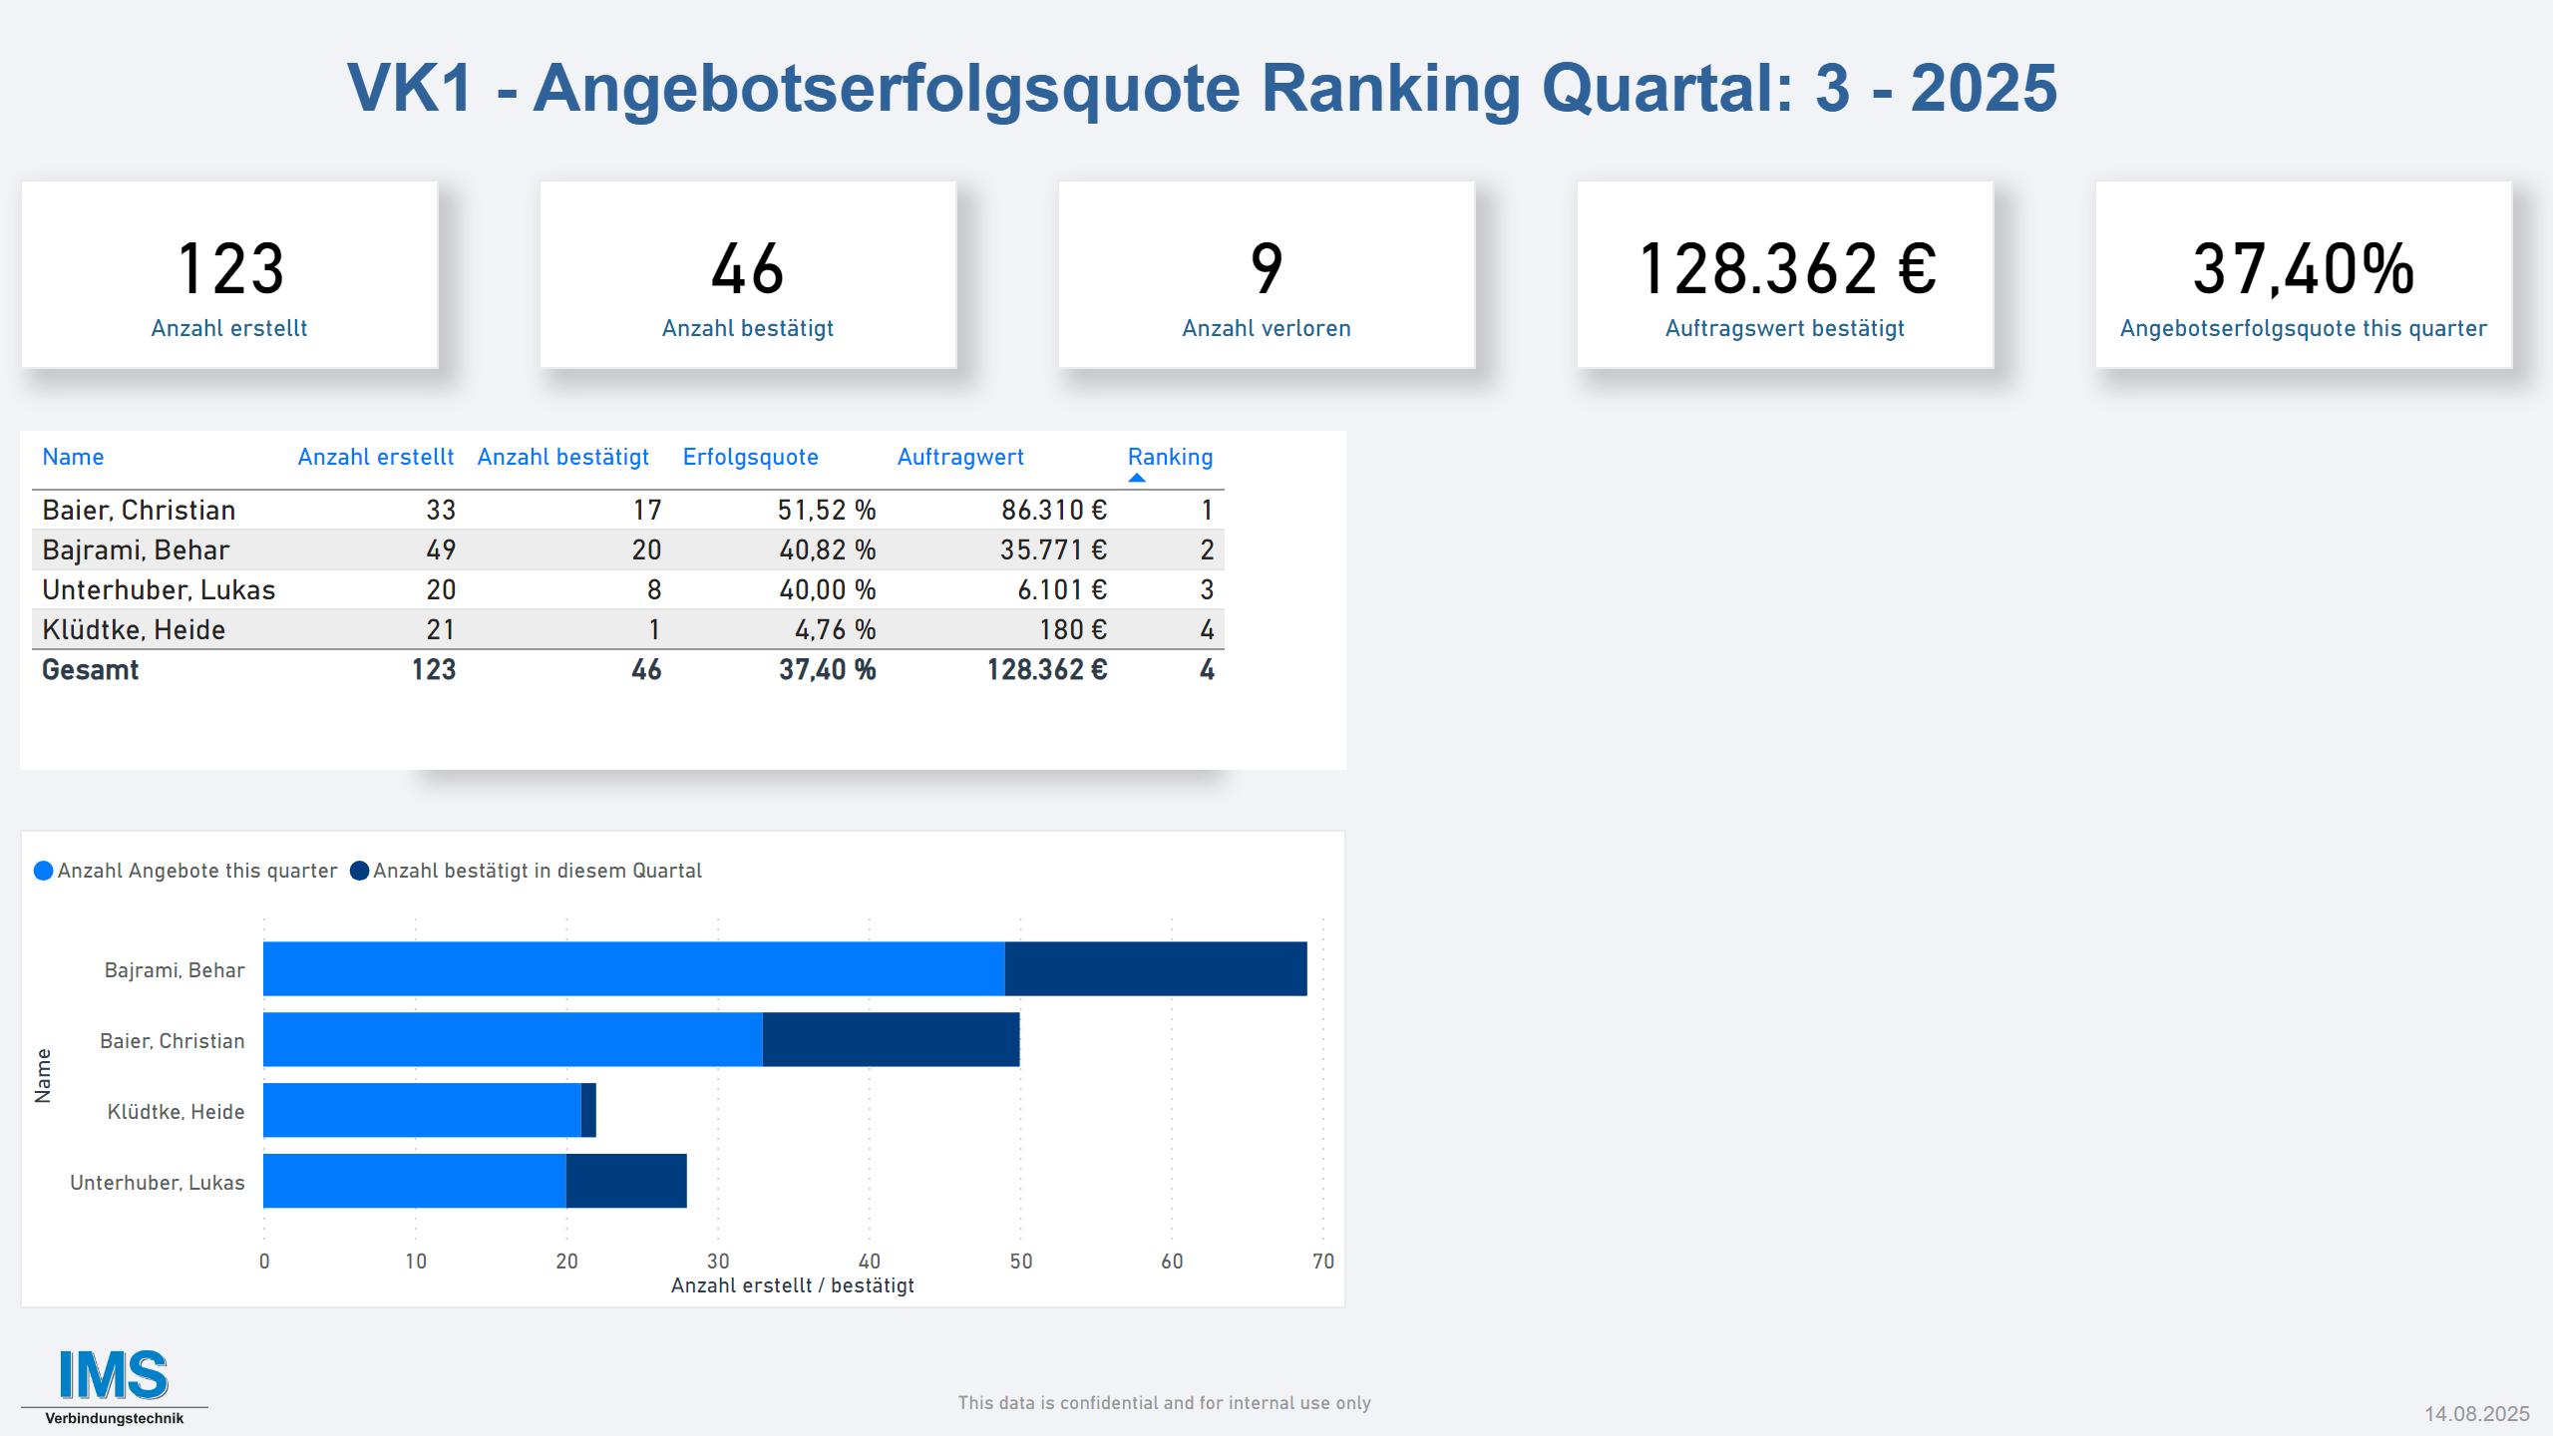 VK1 - Angebotserfolgsquote Ranking Quartal: 3 - 2025
123
Anzahl erstellt
46
Anzahl bestätigt
9
Anzahl verloren
128.362 €
Auftragswert bestätigt
37,40%
Angebotserfolgsquote this quarter
Name Anzahl erstellt Anzahl bestätigt Erfolgsquote Auftragwert Ranking
Baier, Christian 33 17 51,52 % 86.310 € 1
Bajrami, Behar 49 20 40,82 % 35.771 € 2
Unterhuber, Lukas 20 8 40,00 % 6.101 € 3
Klüdtke, Heide 21 1 4,76 % 180 € 4
Gesamt 123 46 37,40 % 128.362 € 4
Anzahl Angebote this quarter Anzahl bestätigt in diesem Quartal
Name
Bajrami, Behar
Baier, Christian
Klüdtke, Heide
Unterhuber, Lukas
0 10 20 30 40 50 60 70
Anzahl erstellt / bestätigt
IMS
Verbindungstechnik
This data is confidential and for internal use only
14.08.2025